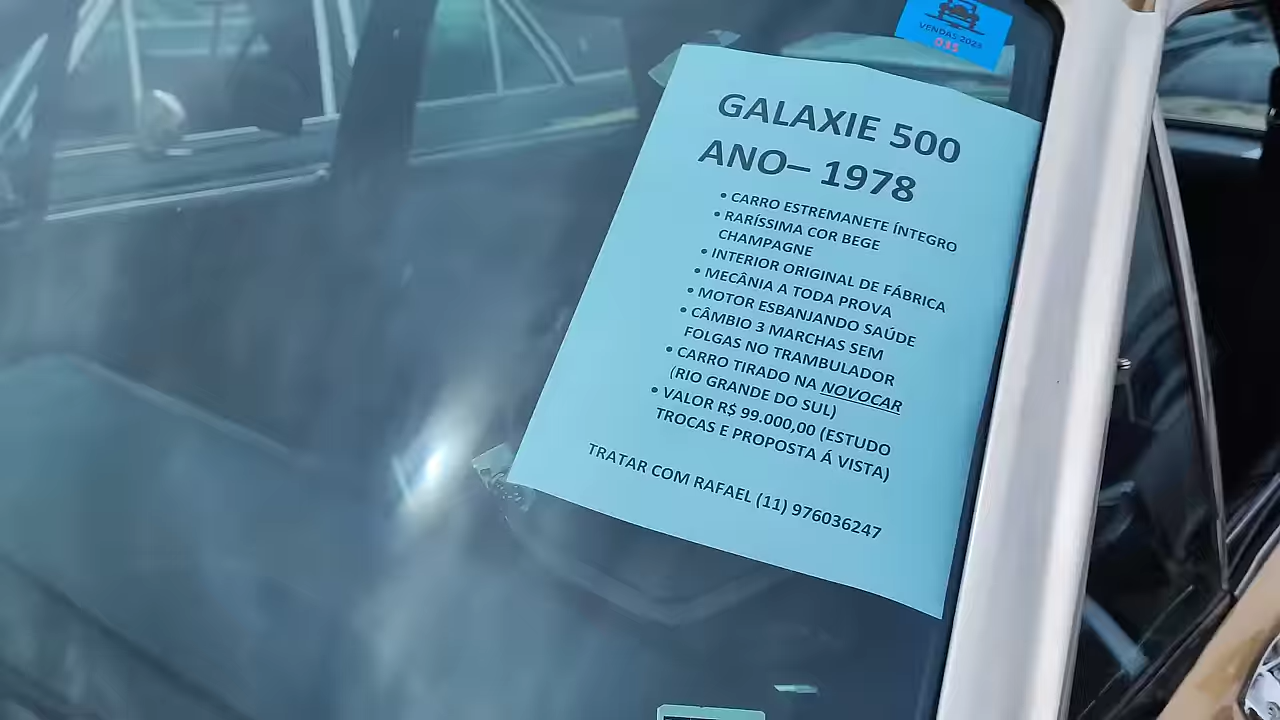 VENDAS 2023
035
GALAXIE 500
ANO– 1978
• CARRO ESTREMANETE ÍNTEGRO
• RARÍSSIMA COR BEGE
CHAMPAGNE
• INTERIOR ORIGINAL DE FÁBRICA
• MECÂNIA A TODA PROVA
• MOTOR ESBANJANDO SAÚDE
• CÂMBIO 3 MARCHAS SEM
FOLGAS NO TRAMBULADOR
• CARRO TIRADO NA NOVOCAR
(RIO GRANDE DO SUL)
• VALOR R$ 99.000,00 (ESTUDO
TROCAS E PROPOSTA Á VISTA)
TRATAR COM RAFAEL (11) 976036247